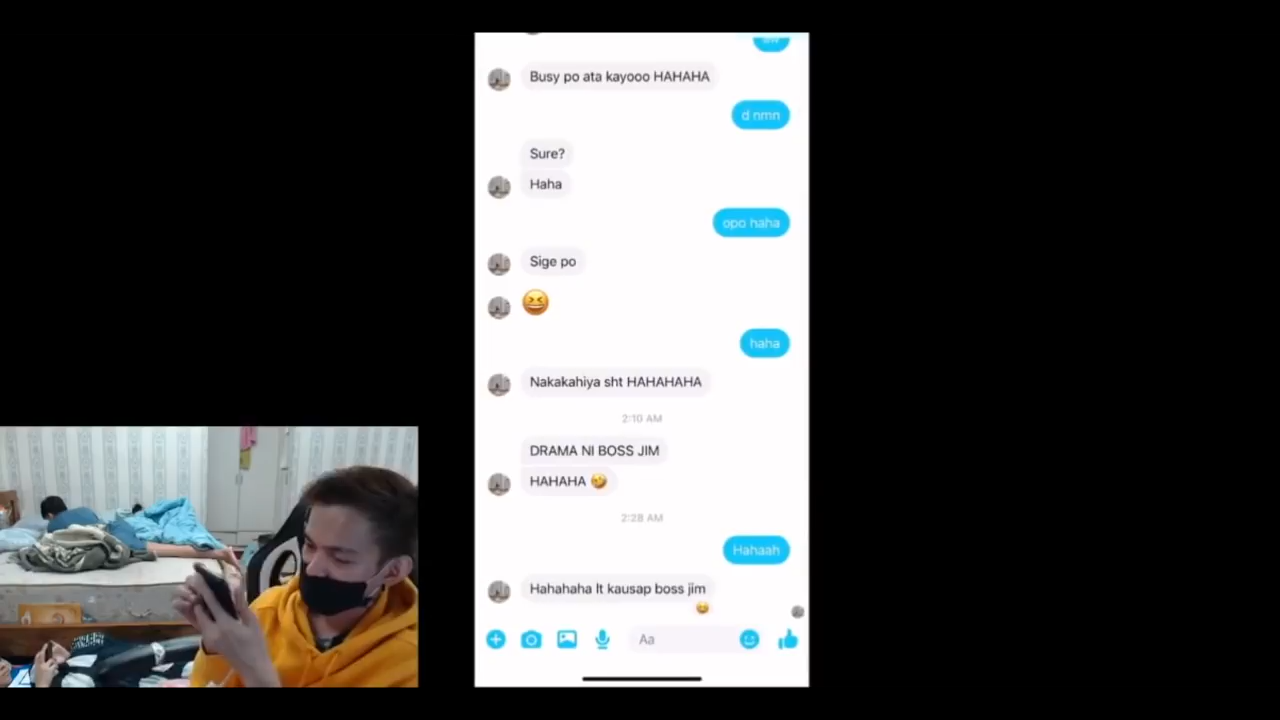 Busy po ata kayooo HAHAHA
d nmn
Sure?
Haha
opo haha
Sige po
haha
Nakakahiya sht HAHAHAHA
2:10 AM
DRAMA NI BOSS JIM
HAHAHA 🤣
2:28 AM
Hahaah
Hahahaha lt kausap boss jim
Aa